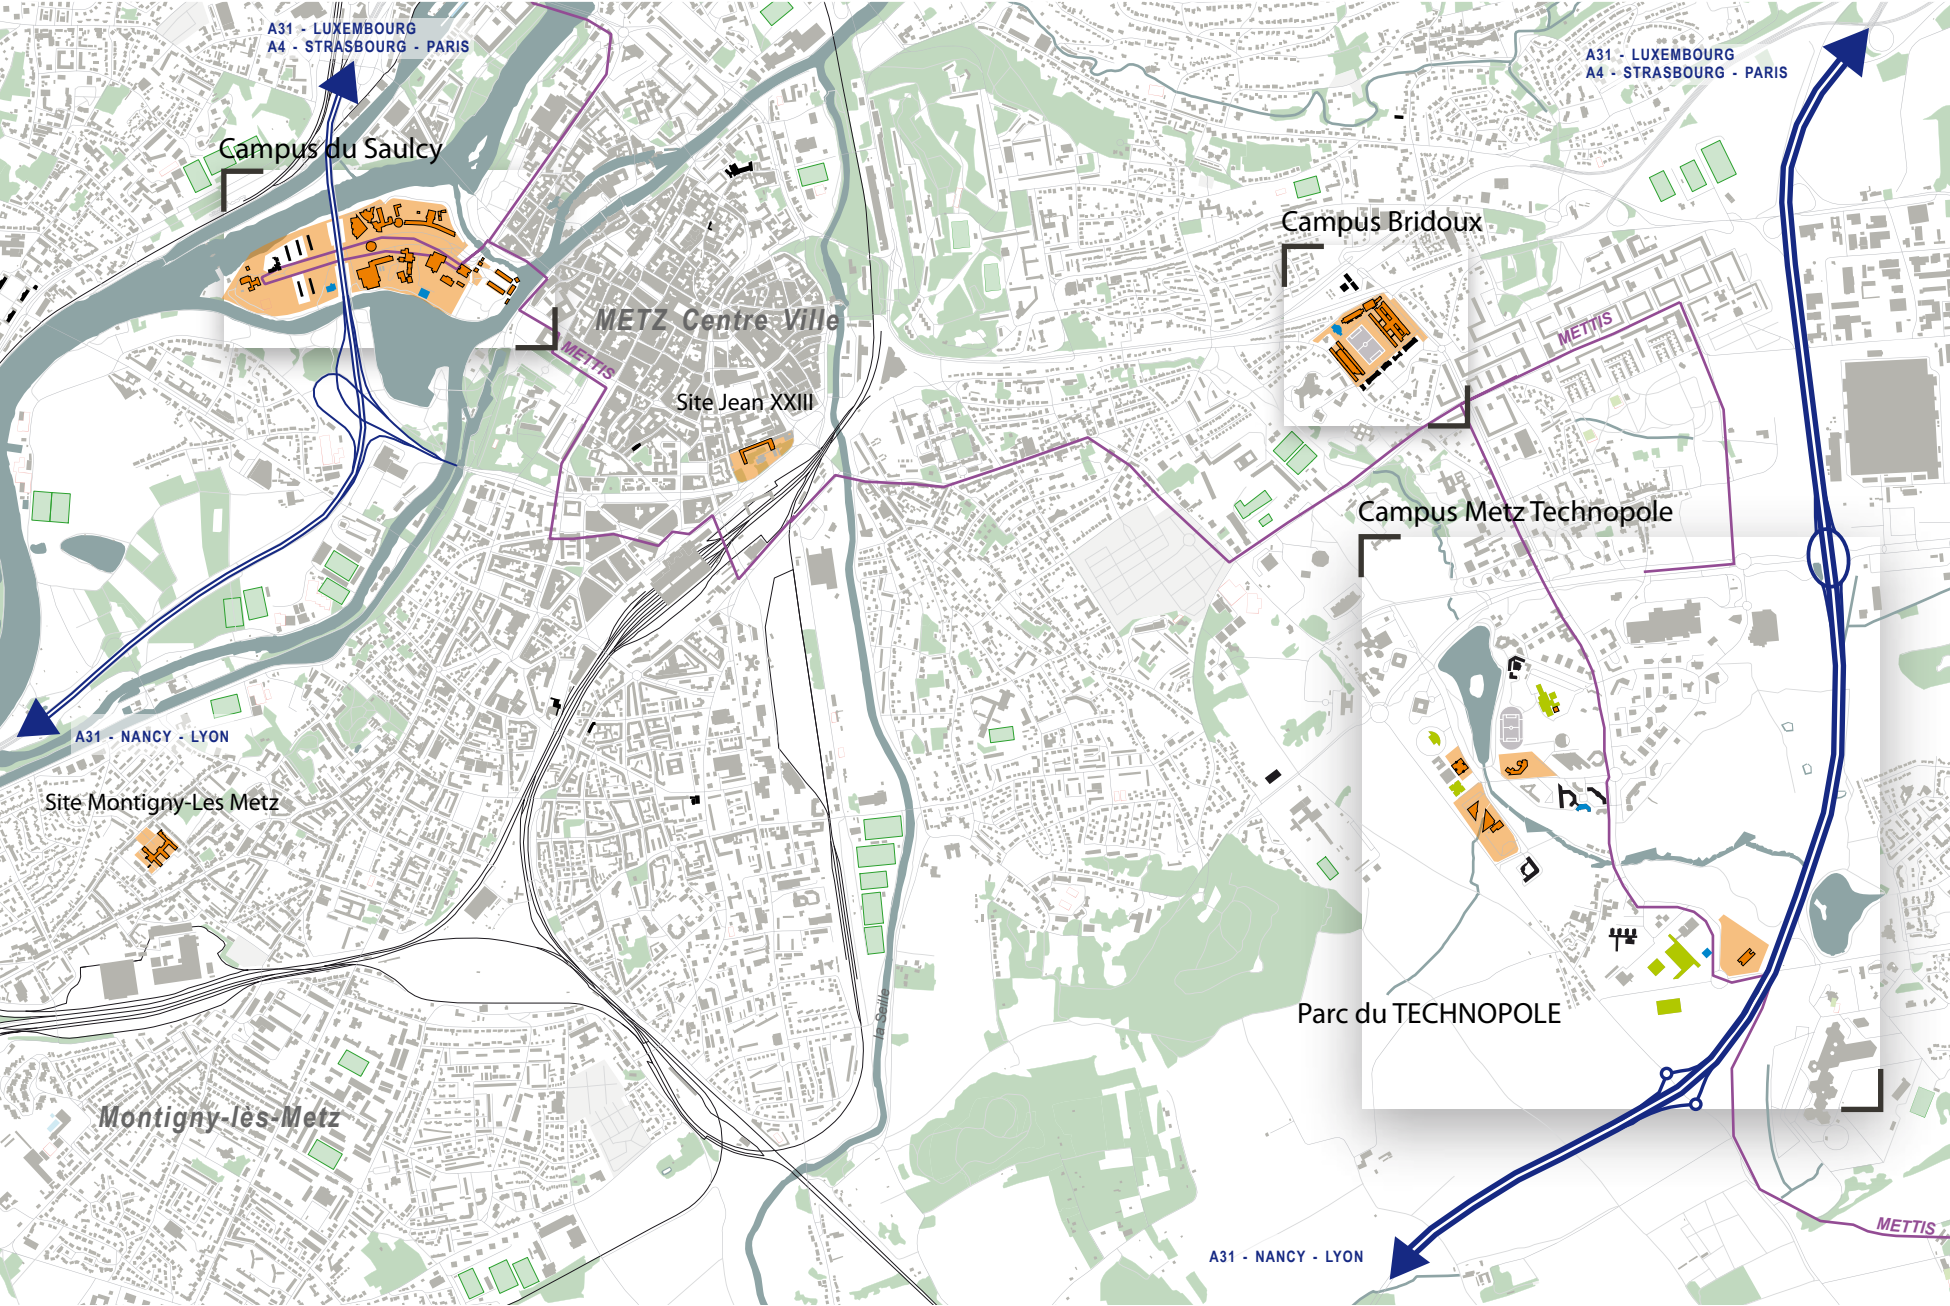 A31 - LUXEMBOURG
A4 - STRASBOURG - PARIS
A31 - LUXEMBOURG
A4 - STRASBOURG - PARIS
Campus du Saulcy
Campus Bridoux
METZ Centre Ville
METTIS
METTIS
Site Jean XXIII
Campus Metz Technopole
A31 - NANCY - LYON
Site Montigny-Les Metz
la Seille
Parc du TECHNOPOLE
Montigny-lès-Metz
METTIS
A31 - NANCY - LYON